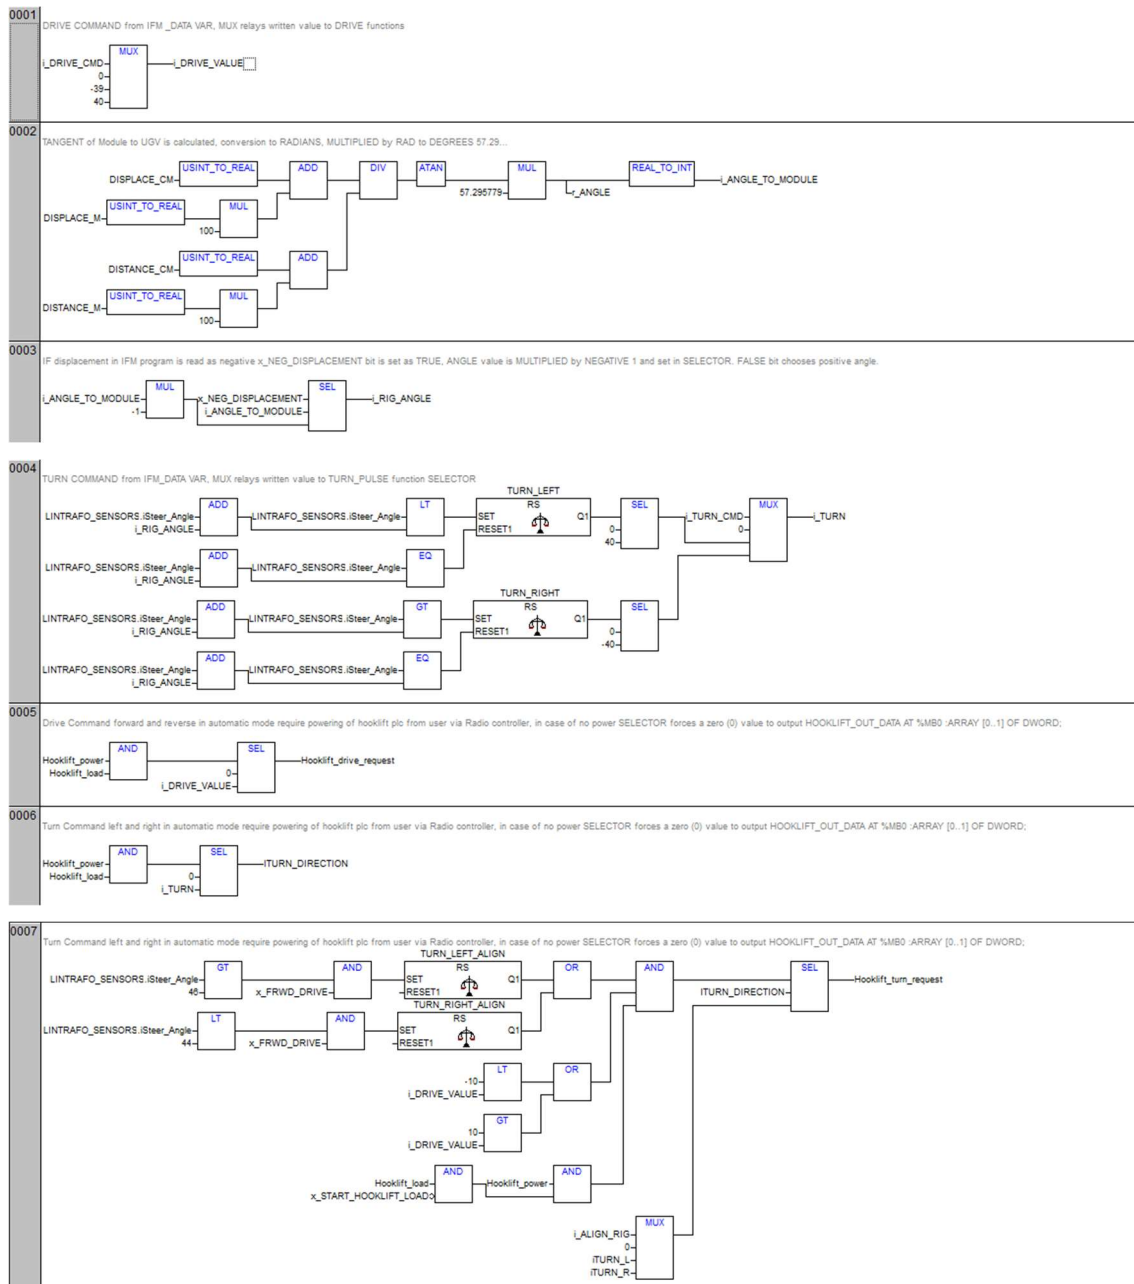 0001
DRIVE COMMAND from IFM _DATA VAR, MUX relays written value to DRIVE functions
MUX
i_DRIVE_CMD
i_DRIVE_VALUE
0
-39
40
0002
TANGENT of Module to UGV is calculated, conversion to RADIANS, MULTIPLIED by RAD to DEGREES 57.29...
USINT_TO_REAL ADD DIV ATAN MUL REAL_TO_INT
DISPLACE_CM
57.295779 r_ANGLE i_ANGLE_TO_MODULE
USINT_TO_REAL MUL
DISPLACE_M
100
USINT_TO_REAL ADD
DISTANCE_CM
USINT_TO_REAL MUL
DISTANCE_M
100
0003
IF displacement in IFM program is read as negative x_NEG_DISPLACEMENT bit is set as TRUE, ANGLE value is MULTIPLIED by NEGATIVE 1 and set in SELECTOR. FALSE bit chooses positive angle.
MUL SEL
i_ANGLE_TO_MODULE x_NEG_DISPLACEMENT i_RIG_ANGLE
-1 i_ANGLE_TO_MODULE
0004
TURN COMMAND from IFM_DATA VAR, MUX relays written value to TURN_PULSE function SELECTOR
TURN_LEFT
ADD LT RS SEL MUX
LINTRAFO_SENSORS.iSteer_Angle LINTRAFO_SENSORS.iSteer_Angle SET Q1 i_TURN_CMD i_TURN
i_RIG_ANGLE RESET1 0 0
40
ADD EQ
LINTRAFO_SENSORS.iSteer_Angle LINTRAFO_SENSORS.iSteer_Angle
i_RIG_ANGLE
TURN_RIGHT
ADD GT RS SEL
LINTRAFO_SENSORS.iSteer_Angle LINTRAFO_SENSORS.iSteer_Angle SET Q1
i_RIG_ANGLE RESET1 0
-40
ADD EQ
LINTRAFO_SENSORS.iSteer_Angle LINTRAFO_SENSORS.iSteer_Angle
i_RIG_ANGLE
0005
Drive Command forward and reverse in automatic mode require powering of hooklift plc from user via Radio controller, in case of no power SELECTOR forces a zero (0) value to output HOOKLIFT_OUT_DATA AT %MB0 :ARRAY [0..1] OF DWORD;
AND SEL
Hooklift_power Hooklift_drive_request
Hooklift_load 0
i_DRIVE_VALUE
0006
Turn Command left and right in automatic mode require powering of hooklift plc from user via Radio controller, in case of no power SELECTOR forces a zero (0) value to output HOOKLIFT_OUT_DATA AT %MB0 :ARRAY [0..1] OF DWORD;
AND SEL
Hooklift_power ITURN_DIRECTION
Hooklift_load 0
i_TURN
0007
Turn Command left and right in automatic mode require powering of hooklift plc from user via Radio controller, in case of no power SELECTOR forces a zero (0) value to output HOOKLIFT_OUT_DATA AT %MB0 :ARRAY [0..1] OF DWORD;
TURN_LEFT_ALIGN
GT AND RS OR AND SEL
LINTRAFO_SENSORS.iSteer_Angle SET Q1 Hooklift_turn_request
46 x_FRWD_DRIVE RESET1 ITURN_DIRECTION
TURN_RIGHT_ALIGN
LT AND RS
LINTRAFO_SENSORS.iSteer_Angle SET Q1
44 x_FRWD_DRIVE RESET1
LT OR
-10
i_DRIVE_VALUE
GT
10
i_DRIVE_VALUE
AND AND
Hooklift_load Hooklift_power
x_START_HOOKLIFT_LOAD
MUX
i_ALIGN_RIG
0
iTURN_L
iTURN_R